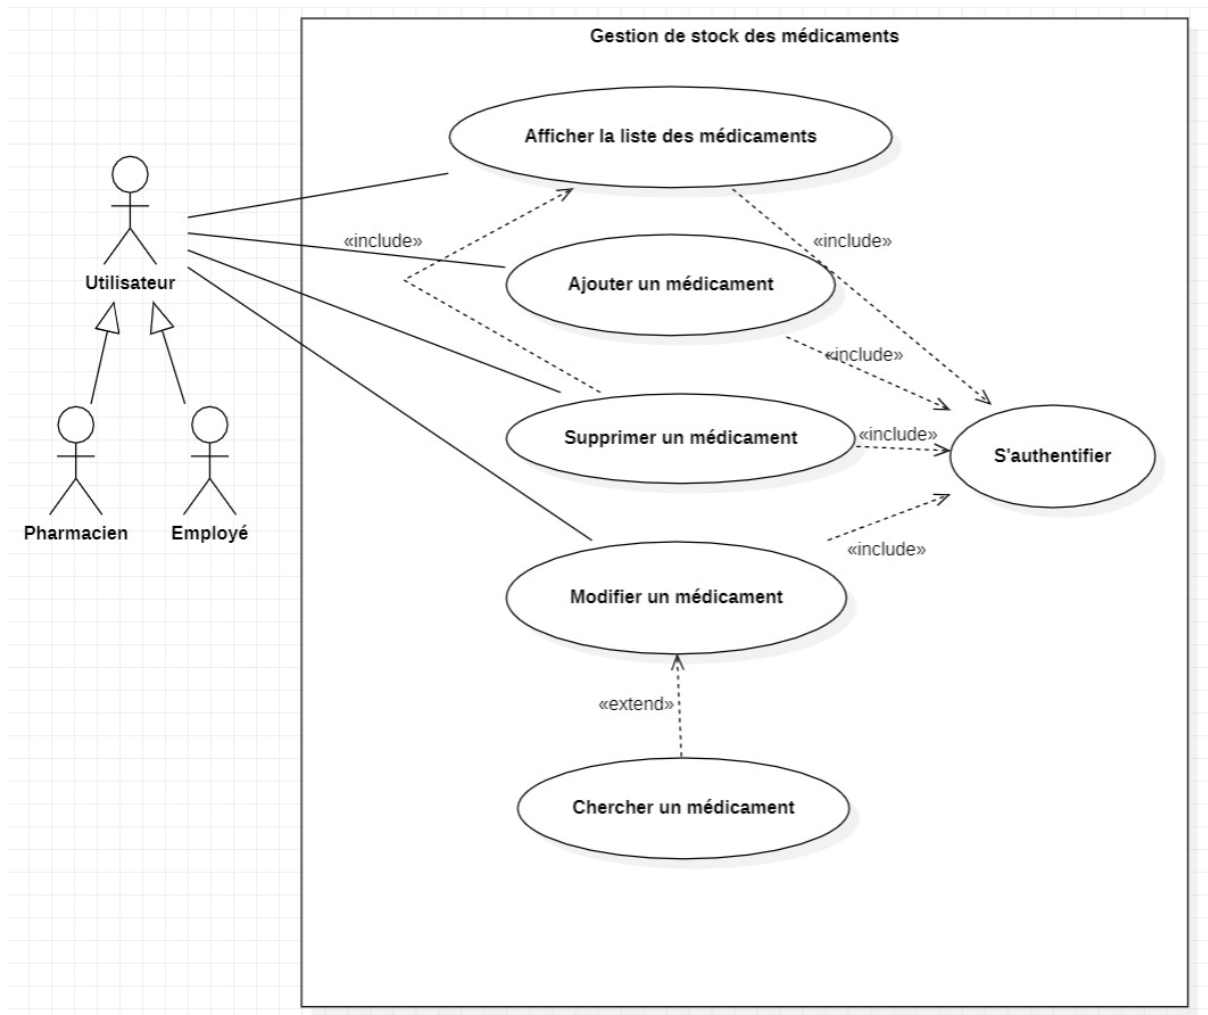 Gestion de stock des médicaments
Afficher la liste des médicaments
«include»
«include»
Utilisateur
Ajouter un médicament
«include»
Supprimer un médicament
«include»
S'authentifier
Pharmacien
Employé
«include»
Modifier un médicament
«extend»
Chercher un médicament